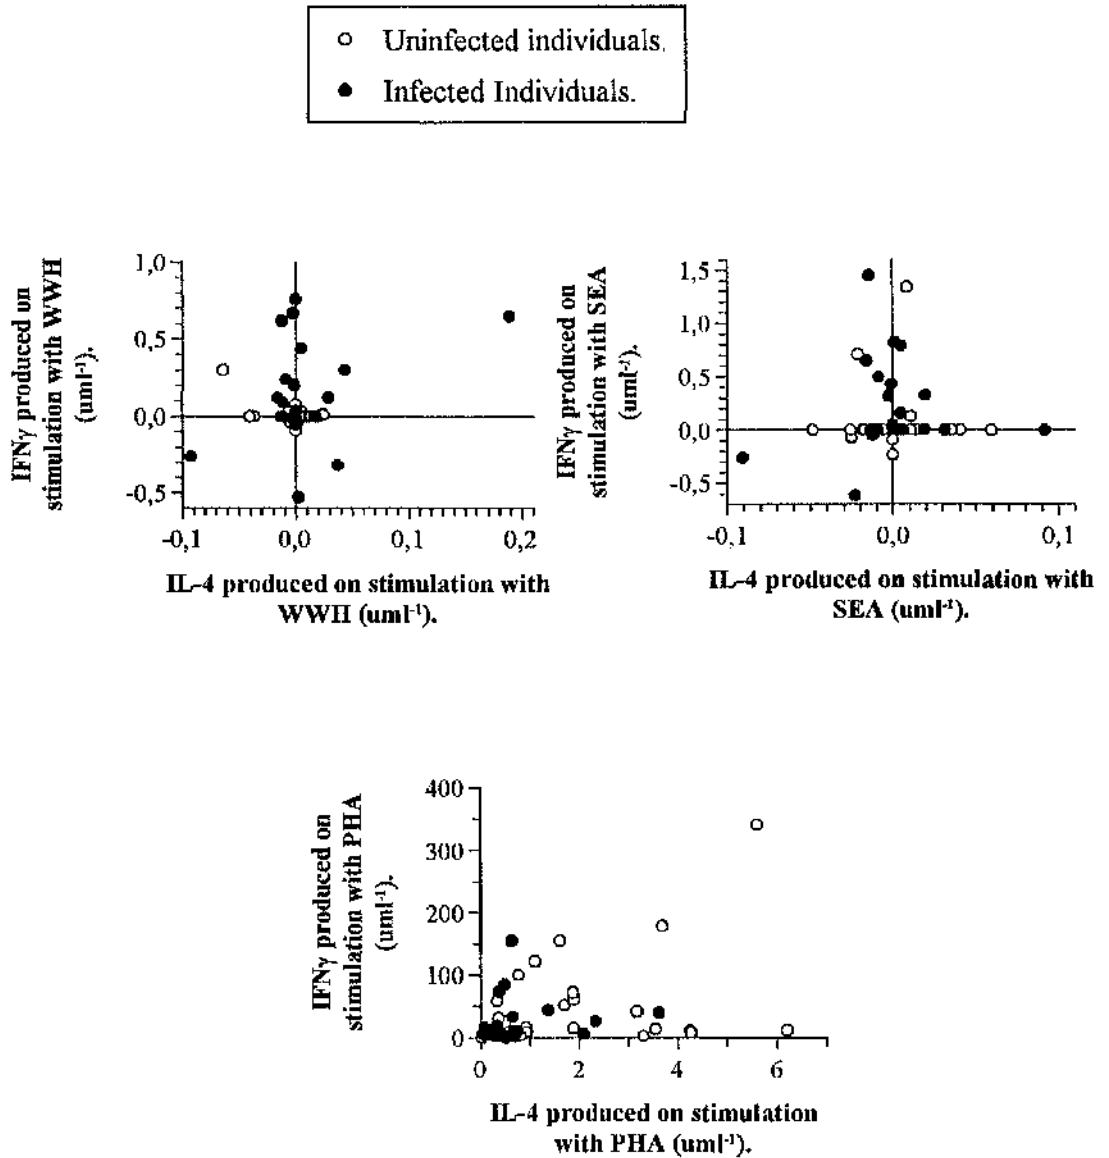 Uninfected individuals.
Infected Individuals.
IFNγ produced on
stimulation with WWH
(uml⁻¹).
1,0
0,5
0,0
-0,5
-0,1
0,0
0,1
0,2
IL-4 produced on stimulation with
WWH (uml⁻¹).
IFNγ produced on
stimulation with SEA
(uml⁻¹).
1,5
1,0
0,5
0,0
-0,5
-0,1
0,0
0,1
IL-4 produced on stimulation with
SEA (uml⁻¹).
IFNγ produced on
stimulation with PHA
(uml⁻¹).
400
300
200
100
0
0
2
4
6
IL-4 produced on stimulation
with PHA (uml⁻¹).